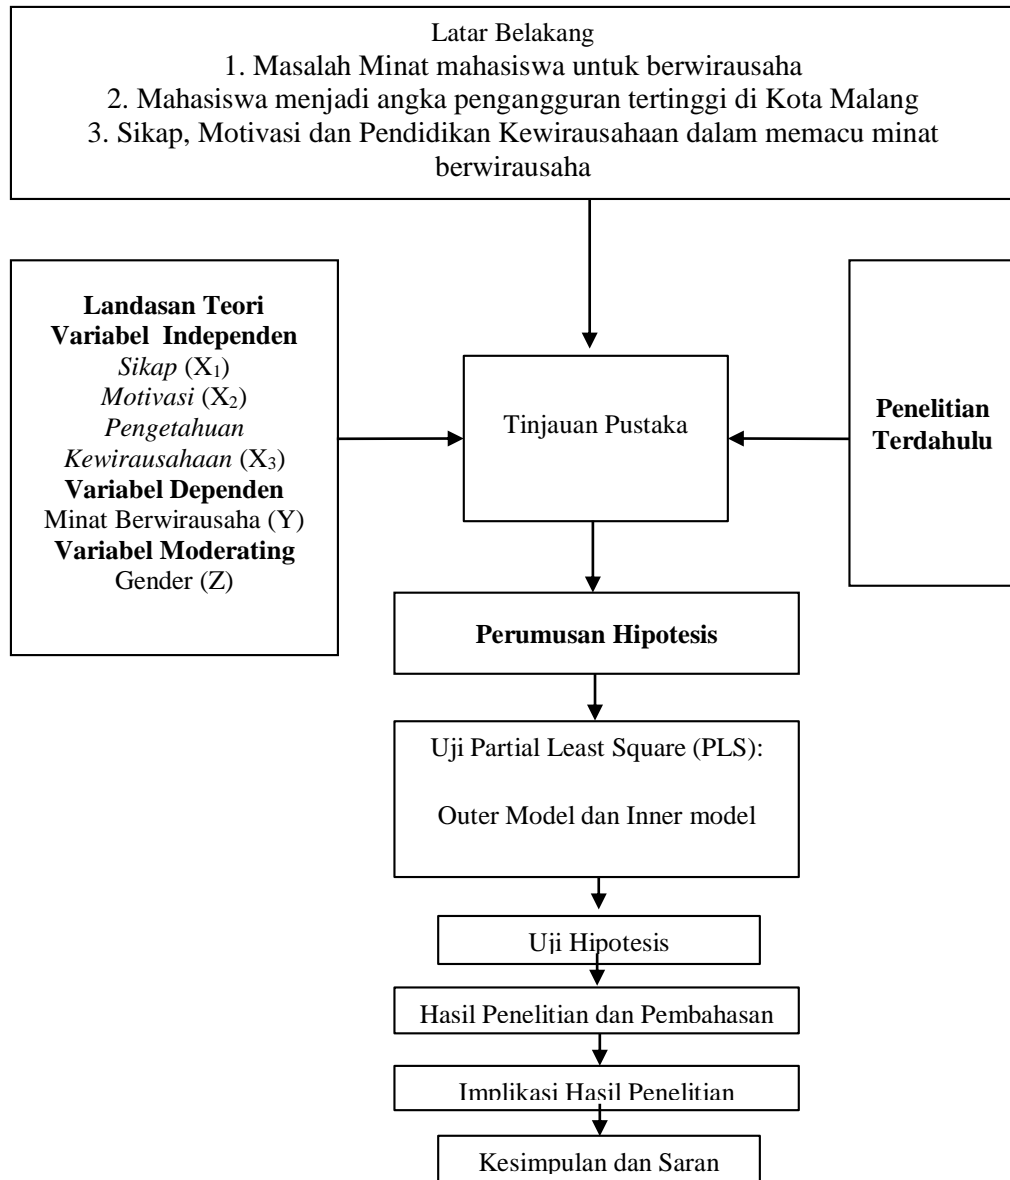 Latar Belakang
1. Masalah Minat mahasiswa untuk berwirausaha
2. Mahasiswa menjadi angka pengangguran tertinggi di Kota Malang
3. Sikap, Motivasi dan Pendidikan Kewirausahaan dalam memacu minat
berwirausaha
Landasan Teori
Variabel Independen
Sikap (X₁)
Motivasi (X₂)
Pengetahuan
Kewirausahaan (X₃)
Variabel Dependen
Minat Berwirausaha (Y)
Variabel Moderating
Gender (Z)
Tinjauan Pustaka
Penelitian
Terdahulu
Perumusan Hipotesis
Uji Partial Least Square (PLS):
Outer Model dan Inner model
Uji Hipotesis
Hasil Penelitian dan Pembahasan
Implikasi Hasil Penelitian
Kesimpulan dan Saran